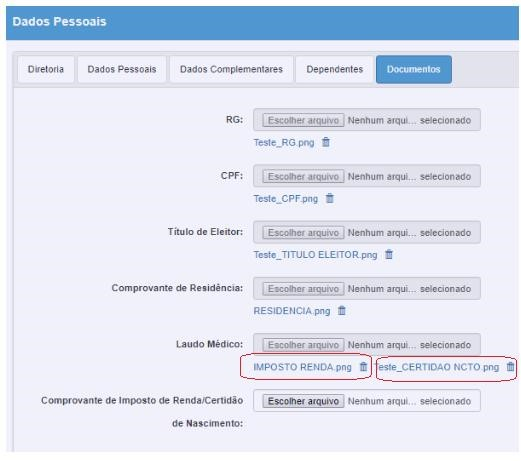 Dados Pessoais
Diretoria Dados Pessoais Dados Complementares Dependentes Documentos
RG: Escolher arquivo Nenhum arqui... selecionado
Teste_RG.png
CPF: Escolher arquivo Nenhum arqui... selecionado
Teste_CPF.png
Título de Eleitor: Escolher arquivo Nenhum arqui... selecionado
Teste_TITULO ELEITOR.png
Comprovante de Residência: Escolher arquivo Nenhum arqui... selecionado
RESIDENCIA.png
Laudo Médico: Escolher arquivo Nenhum arqui... selecionado
IMPOSTO RENDA.png Teste_CERTIDAO NCTO.png
Comprovante de Imposto de Renda/Certidão Escolher arquivo Nenhum arqui... selecionado
de Nascimento: